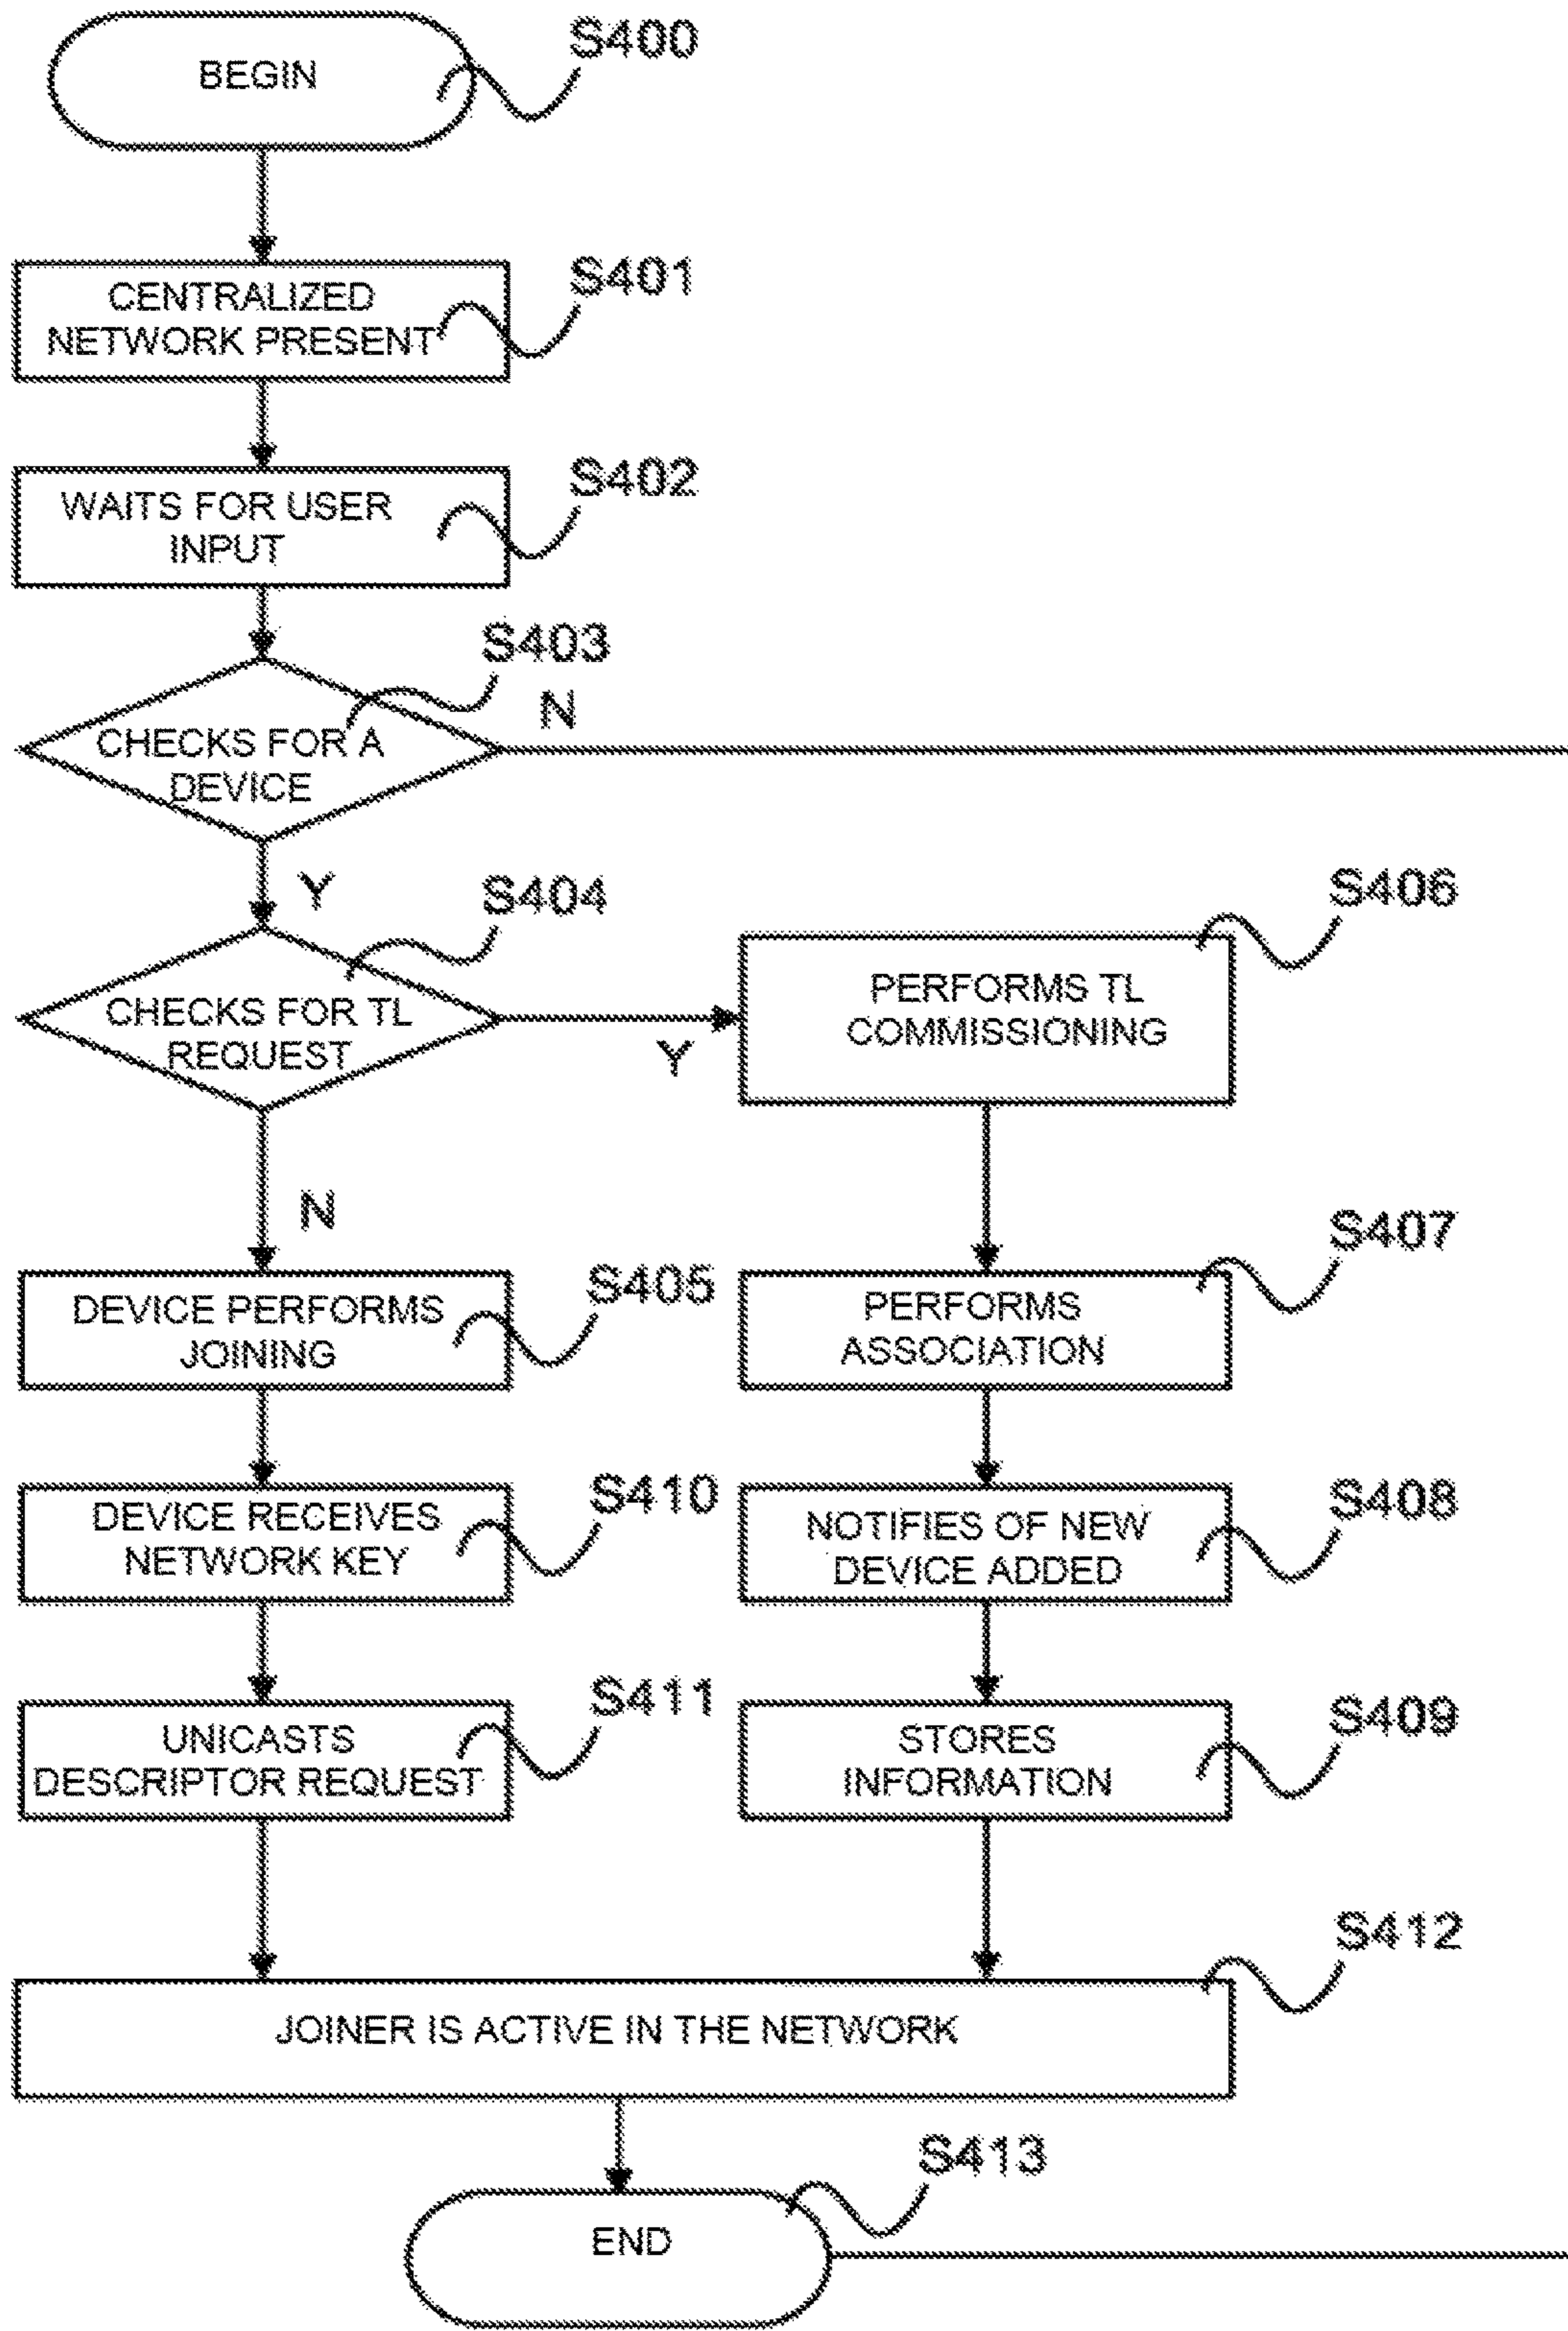 BEGIN
S400
CENTRALIZED
NETWORK PRESENT
S401
WAITS FOR USER
INPUT
S402
S403
CHECKS FOR A
DEVICE
N
Y
S404
CHECKS FOR TL
REQUEST
Y
N
S406
PERFORMS TL
COMMISSIONING
DEVICE PERFORMS
JOINING
S405
PERFORMS
ASSOCIATION
S407
DEVICE RECEIVES
NETWORK KEY
S410
NOTIFIES OF NEW
DEVICE ADDED
S408
UNICASTS
DESCRIPTOR REQUEST
S411
STORES
INFORMATION
S409
JOINER IS ACTIVE IN THE NETWORK
S412
END
S413